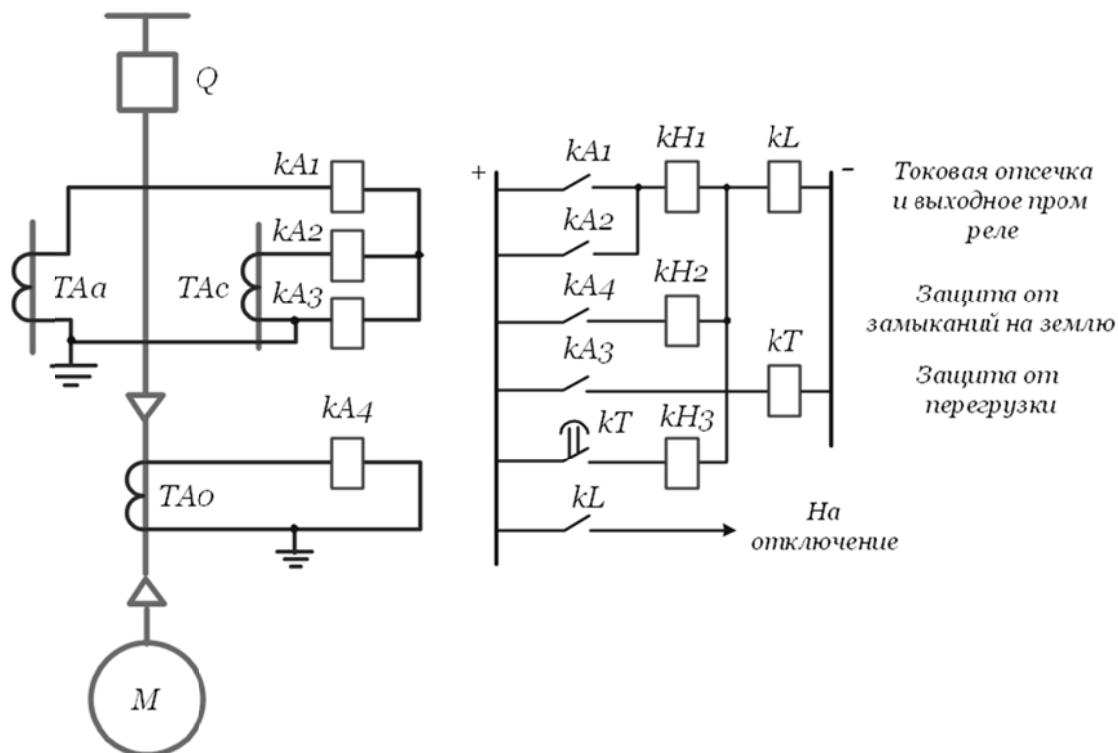 Q
kA1
kA2
kA3
TAa
TAc
kA4
TAo
M
+
kA1
kH1
kL
−
kA2
kA4
kH2
kA3
kT
kT
kH3
kL
На
отключение
Токовая отсечка
и выходное пром
реле
Защита от
замыканий на землю
Защита от
перегрузки